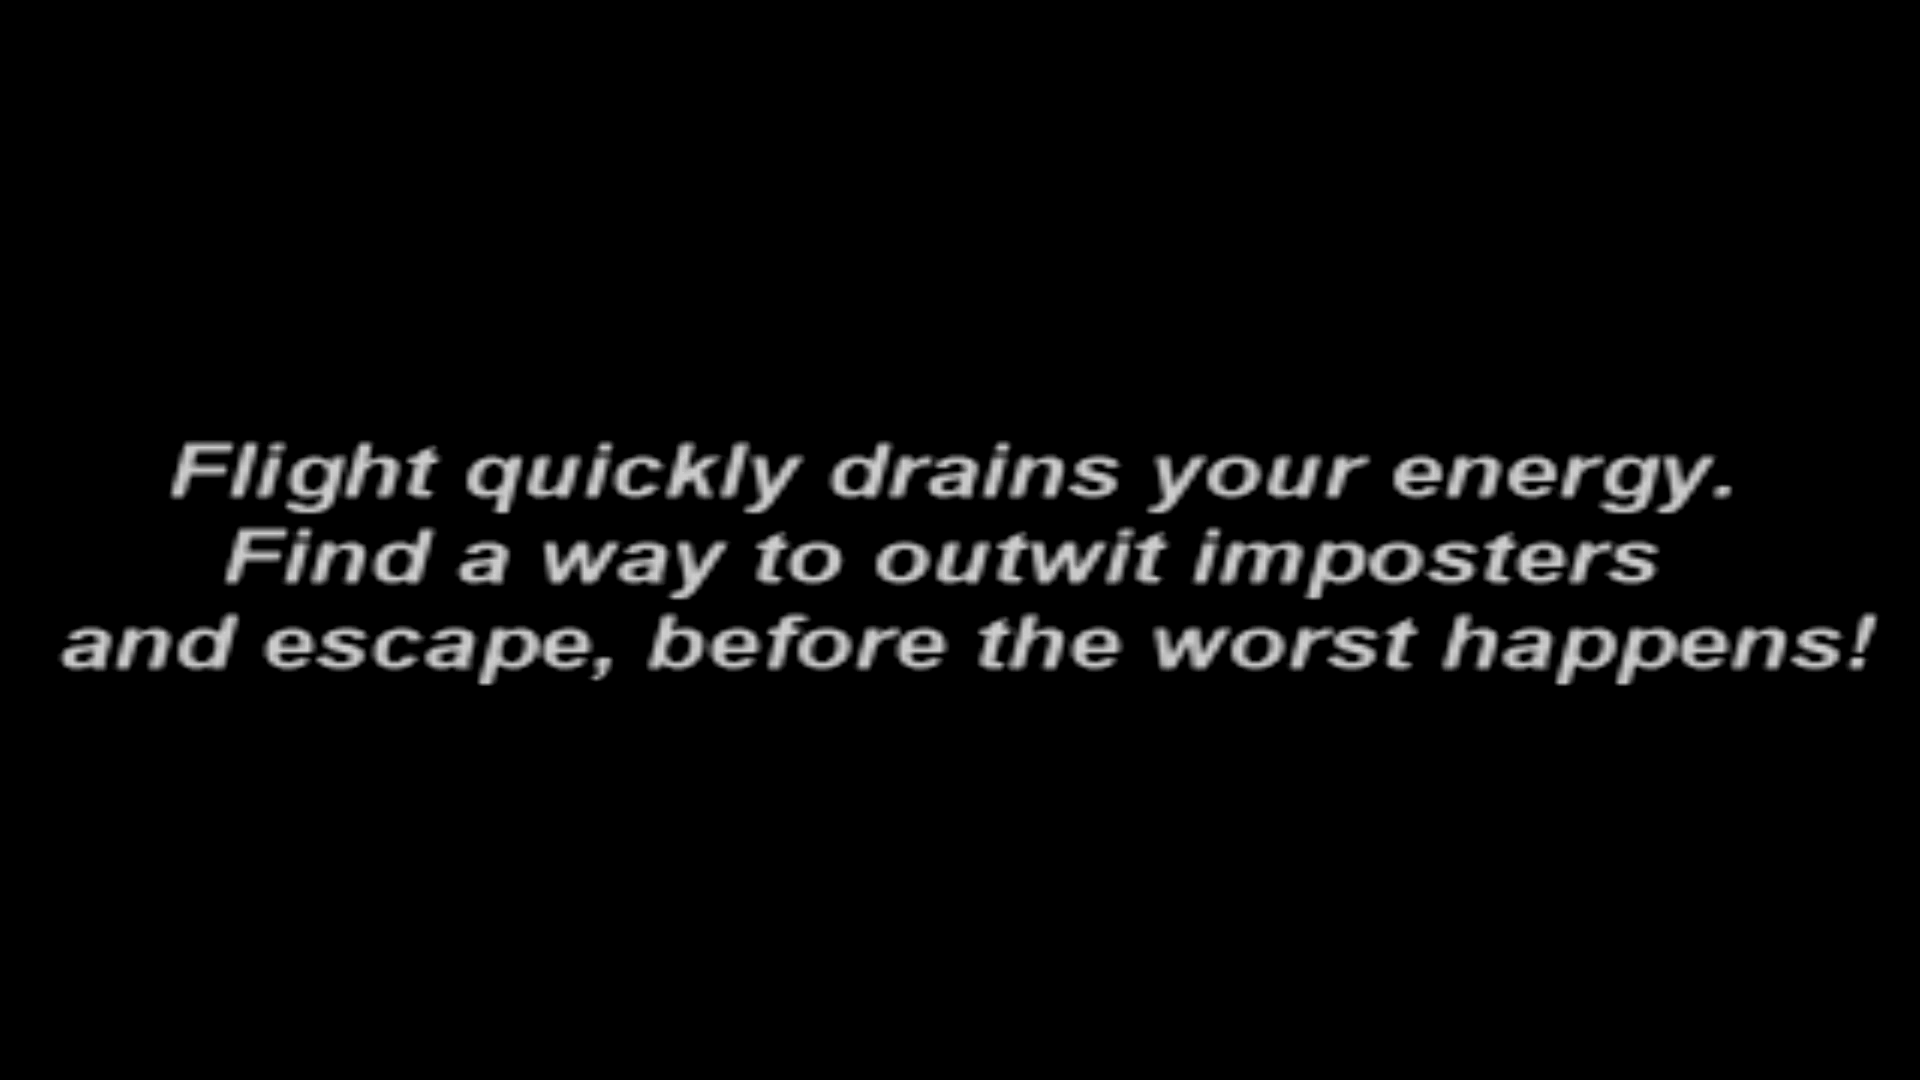 Flight quickly drains your energy.
Find a way to outwit imposters
and escape, before the worst happens!